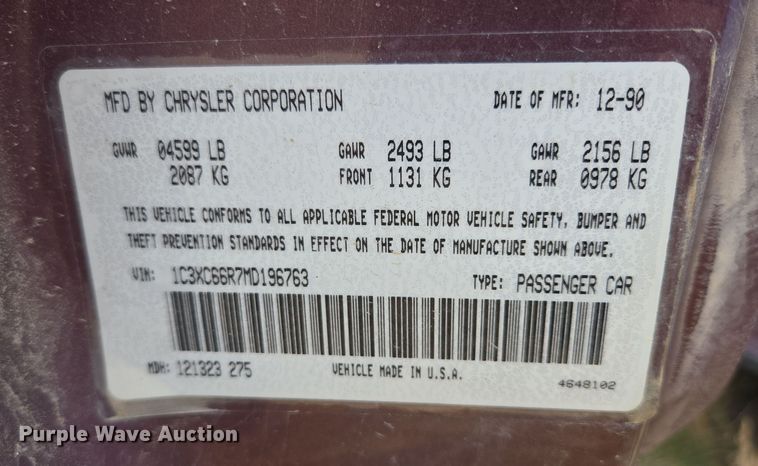 MFD BY CHRYSLER CORPORATION DATE OF MFR: 12-90
GVWR 04599 LB GAWR 2493 LB GAWR 2156 LB
2087 KG FRONT 1131 KG REAR 0978 KG
THIS VEHICLE CONFORMS TO ALL APPLICABLE FEDERAL MOTOR VEHICLE SAFETY, BUMPER AND
THEFT PREVENTION STANDARDS IN EFFECT ON THE DATE OF MANUFACTURE SHOWN ABOVE.
VIN: 1C3XC66R7MD196763 TYPE: PASSENGER CAR
MDH: 121323 275 VEHICLE MADE IN U.S.A. 4648102
Purple Wave Auction